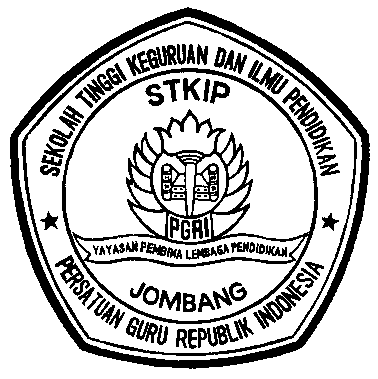 SEKOLAH TINGGI KEGURUAN DAN ILMU PENDIDIKAN
STKIP
PGRI
YAYASAN PEMBINA LEMBAGA PENDIDIKAN
JOMBANG
PERSATUAN GURU REPUBLIK INDONESIA